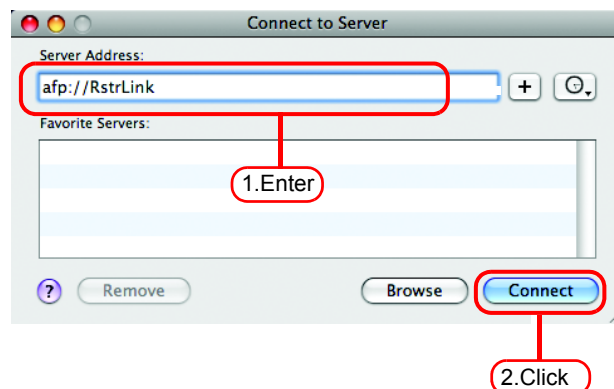 Connect to Server
Server Address:
afp://RstrLink
+
Favorite Servers:
1.Enter
? Remove Browse Connect
2.Click